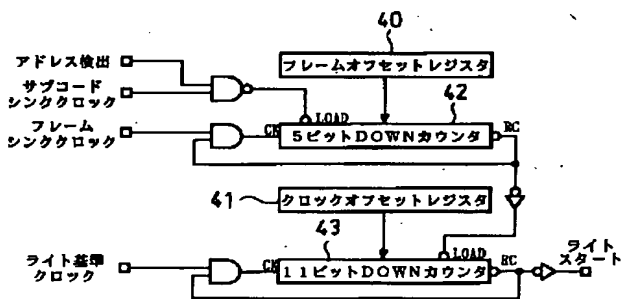 40
アドレス検出
フレームオフセットレジスタ
サブコード
シンククロック
LOAD
42
フレーム
シンククロック
CK
5ビットDOWNカウンタ
RC
41
クロックオフセットレジスタ
43
LOAD
ライト基準
クロック
CK
11ビットDOWNカウンタ
RC
ライト
スタート